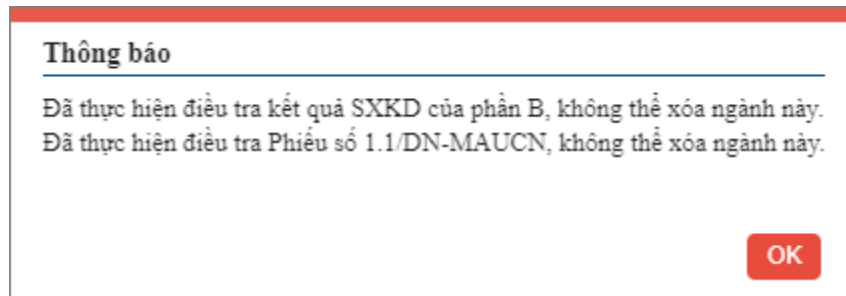 Thông báo
Đã thực hiện điều tra kết quả SXKD của phần B, không thể xóa ngành này.
Đã thực hiện điều tra Phiếu số 1.1/DN-MAUCN, không thể xóa ngành này.
OK